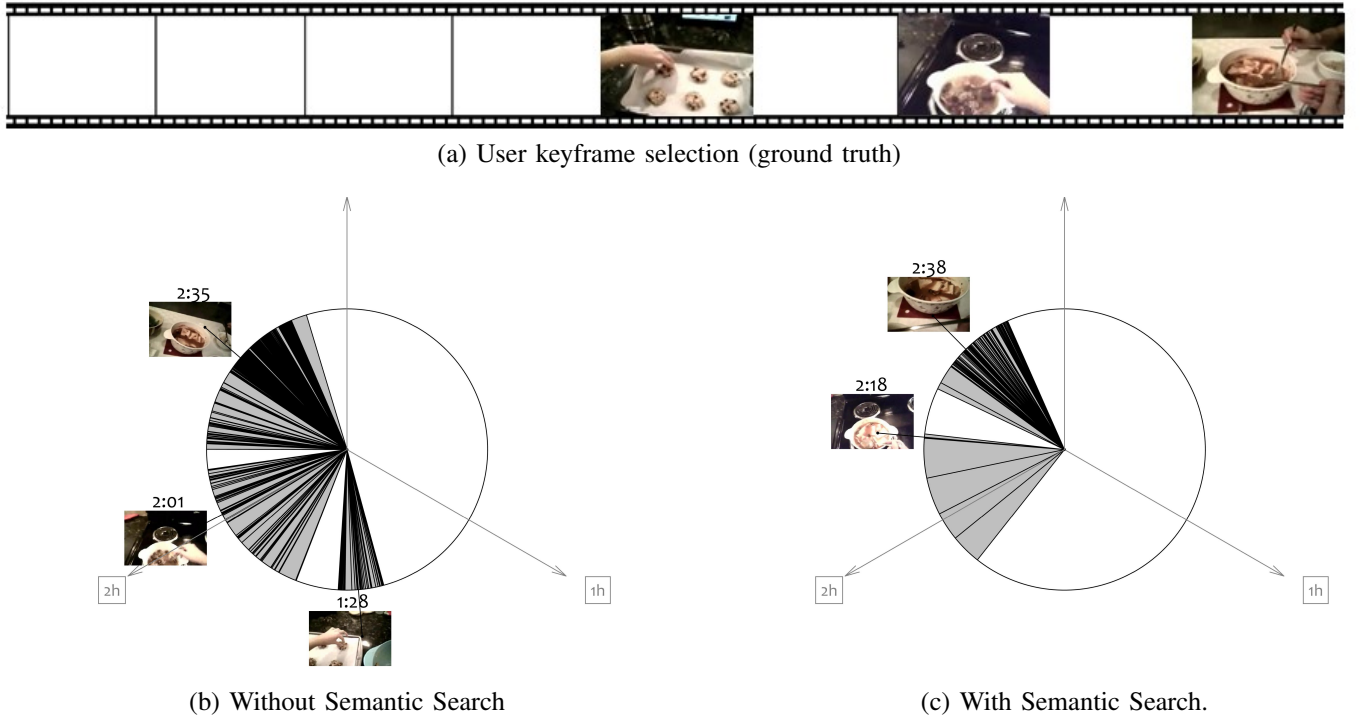 (a) User keyframe selection (ground truth)
2:35
2:01
1:28
2h
1h
(b) Without Semantic Search
2:38
2:18
2h
1h
(c) With Semantic Search.